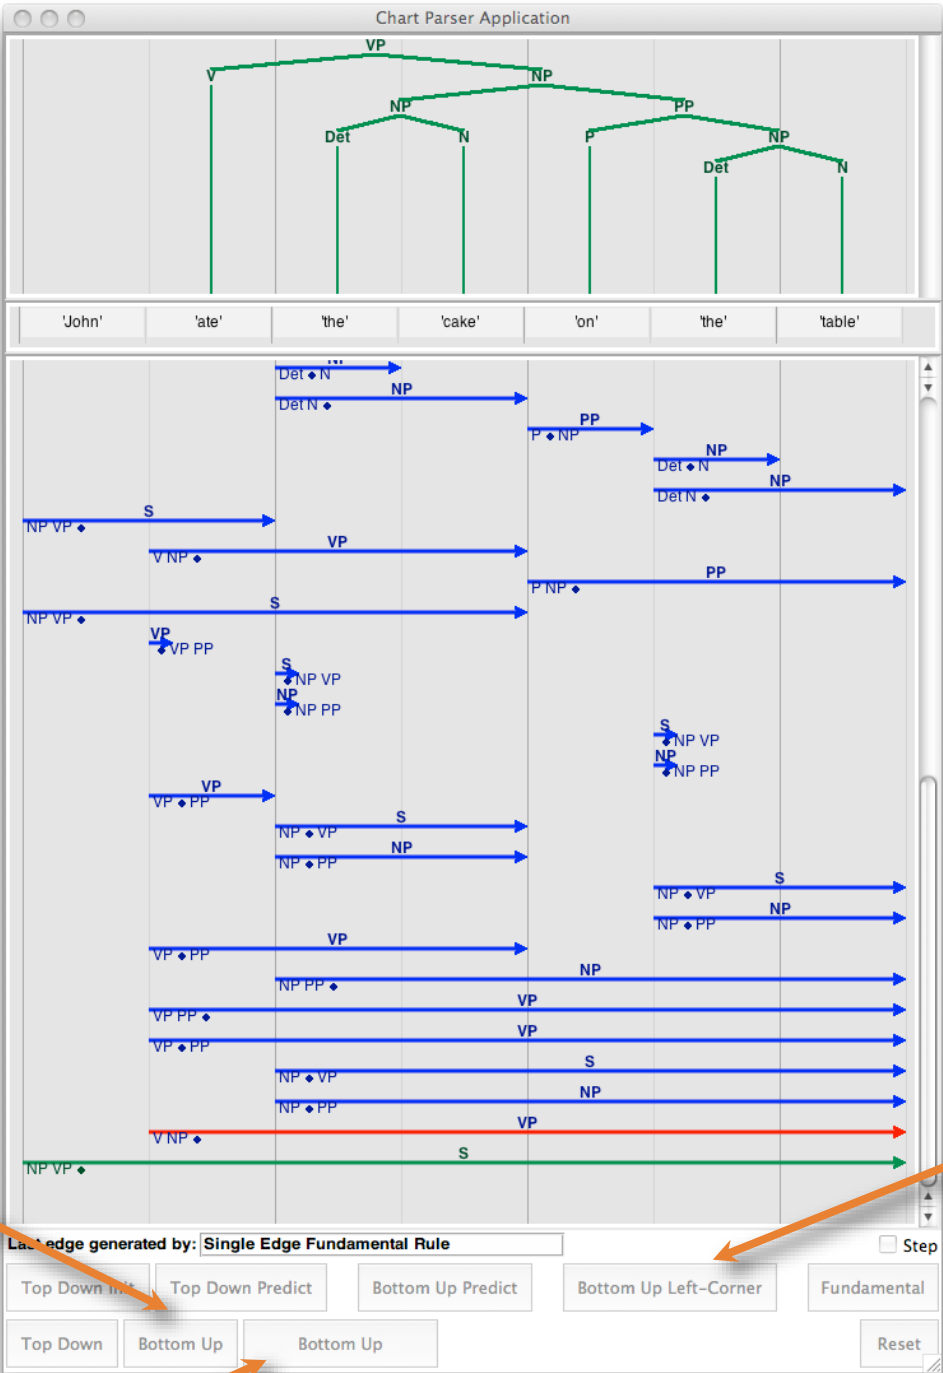 Chart Parser Application
VP
V NP
NP PP
Det N P NP
Det N
'John' 'ate' 'the' 'cake' 'on' 'the' 'table'
Det • N
NP
Det N •
PP
P • NP
NP
Det • N
NP
Det N •
S
NP VP •
VP
V NP •
PP
P NP •
S
NP VP •
VP
• VP PP
S
• NP VP
NP
• NP PP
S
• NP VP
NP
• NP PP
VP
VP • PP
S
NP • VP
NP
NP • PP
S
NP • VP
NP
NP • PP
VP
VP • PP
NP
NP PP •
VP
VP PP •
VP
VP • PP
S
NP • VP
NP
NP • PP
VP
V NP •
S
NP VP •
Last edge generated by: Single Edge Fundamental Rule Step
Top Down Init Top Down Predict Bottom Up Predict Bottom Up Left-Corner Fundamental
Top Down Bottom Up Bottom Up Reset